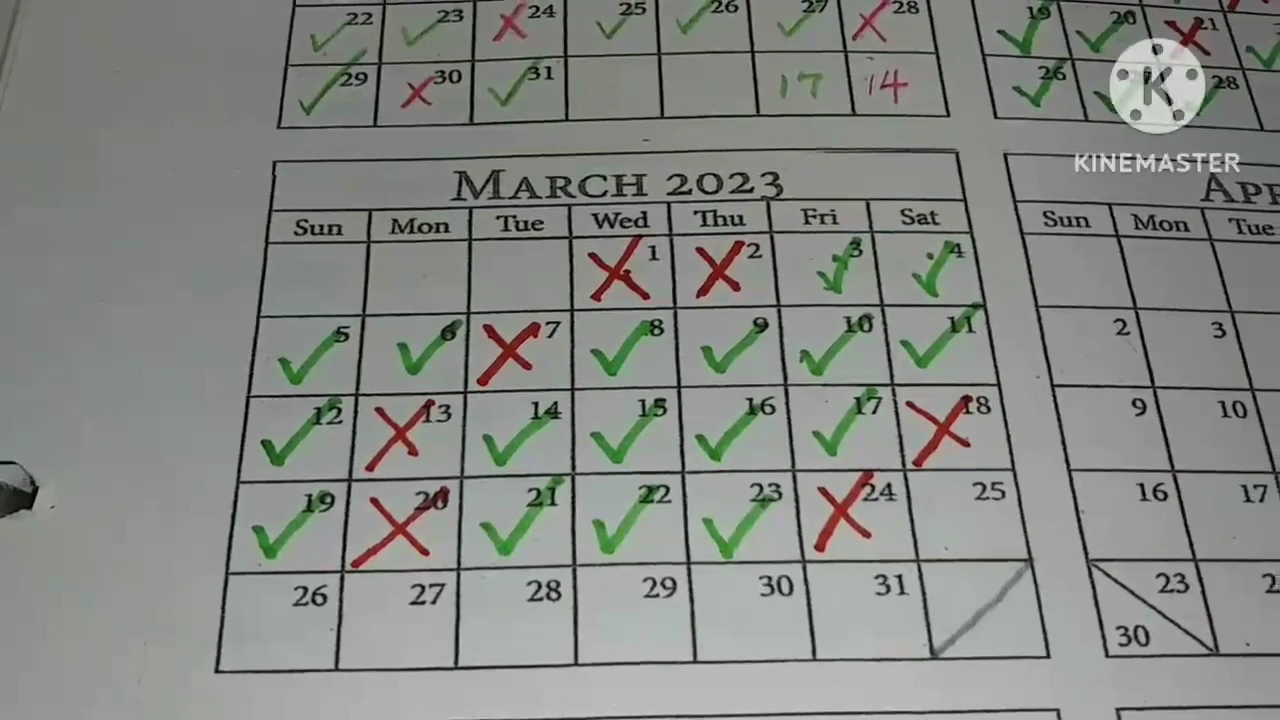 22 23 24 25 26 27 28
29 30 31 17 14
19 20 21
26 28
K
KINEMASTER
MARCH 2023
Sun Mon Tue Wed Thu Fri Sat
1 2 3 4
5 6 7 8 9 10 11
12 13 14 15 16 17 18
19 20 21 22 23 24 25
26 27 28 29 30 31
AP
Sun Mon Tue
2 3
9 10
16 17
23
30